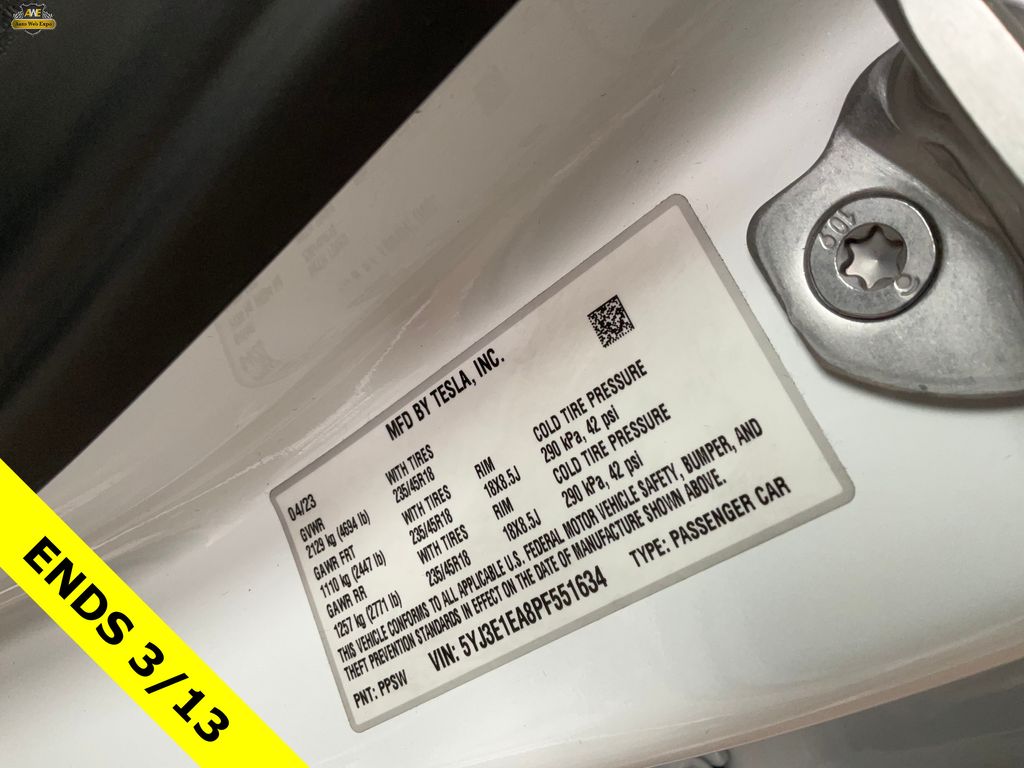 AWE
Auto Web Expo
MFD BY TESLA, INC.
04/23
GVWR WITH TIRES RIM COLD TIRE PRESSURE
2129 kg (4694 lb) 235/45R18 18X8.5J 290 kPa, 42 psi
GAWR FRT WITH TIRES RIM COLD TIRE PRESSURE
1110 kg (2447 lb) 235/45R18 18X8.5J 290 kPa, 42 psi
GAWR RR WITH TIRES
1257 kg (2771 lb) 235/45R18
THIS VEHICLE CONFORMS TO ALL APPLICABLE U.S. FEDERAL MOTOR VEHICLE SAFETY, BUMPER, AND
THEFT PREVENTION STANDARDS IN EFFECT ON THE DATE OF MANUFACTURE SHOWN ABOVE.
PNT: PPSW VIN: 5YJ3E1EA8PF551634 TYPE: PASSENGER CAR
ENDS 3/13